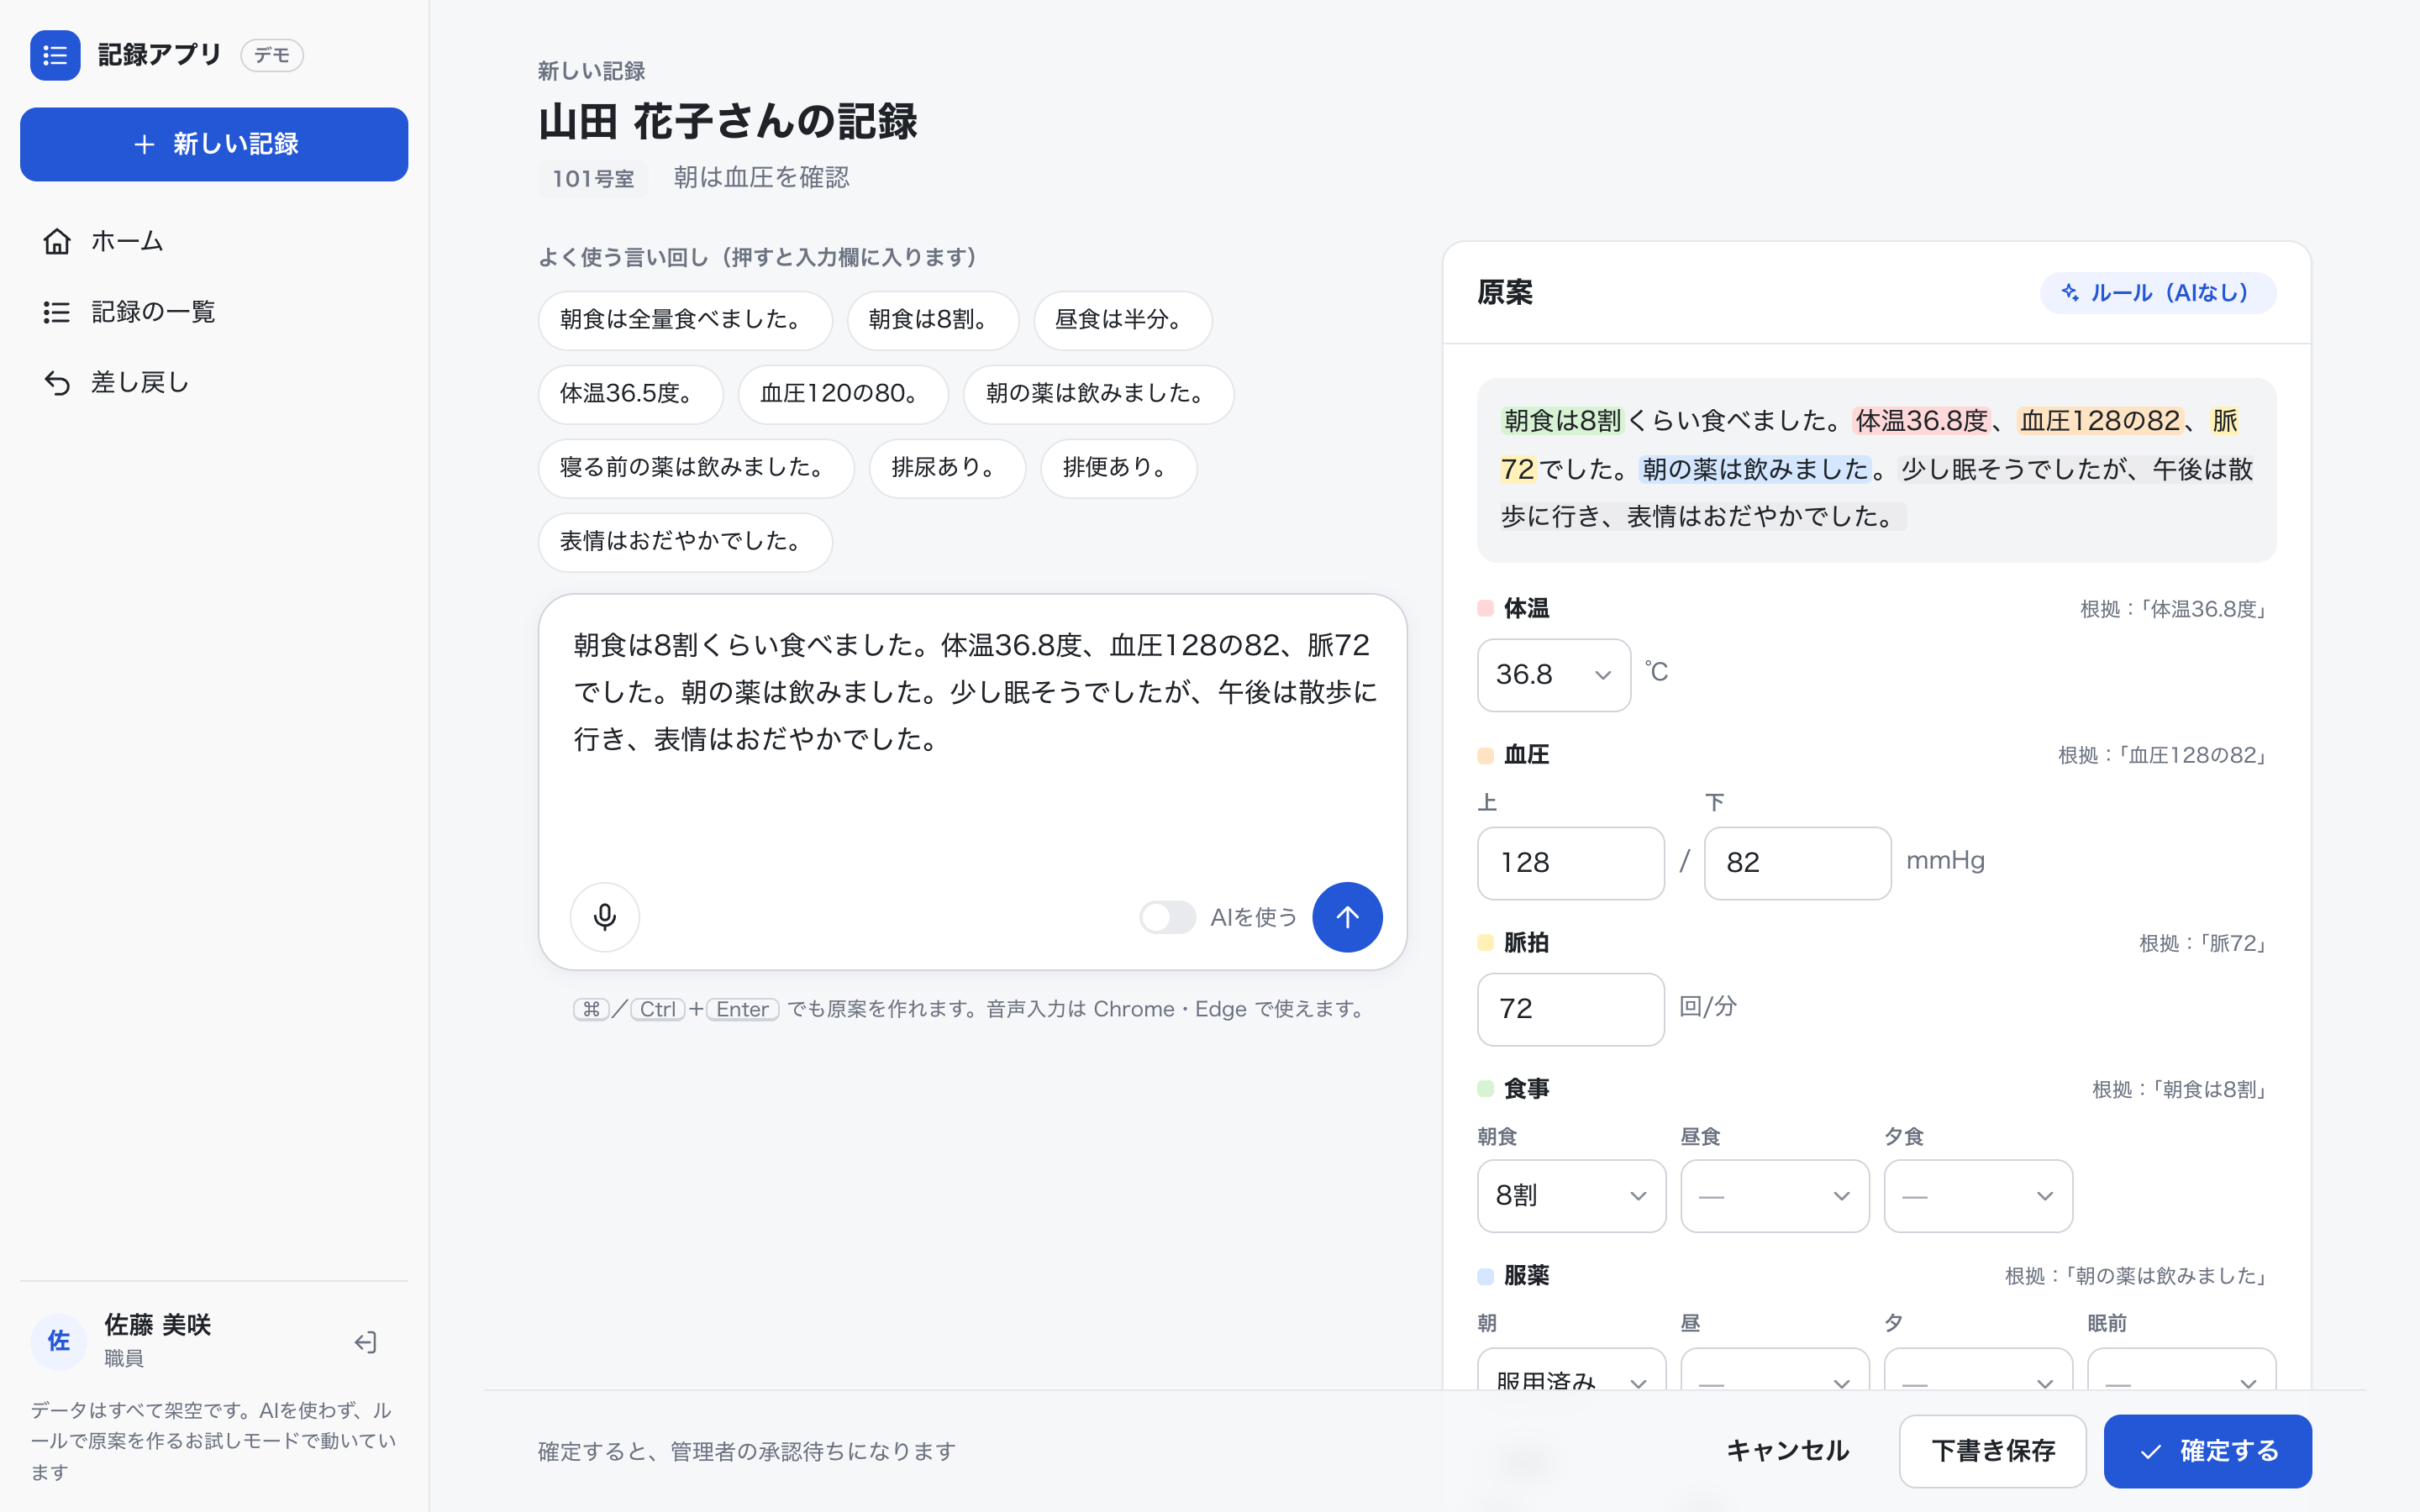 記録アプリ デモ
新しい記録
ホーム
記録の一覧
差し戻し
佐 佐藤 美咲
職員
データはすべて架空です。AIを使わず、ル
ールで原案を作るお試しモードで動いてい
ます
新しい記録
山田 花子さんの記録
101号室 朝は血圧を確認
よく使う言い回し（押すと入力欄に入ります）
朝食は全量食べました。 朝食は8割。 昼食は半分。
体温36.5度。 血圧120の80。 朝の薬は飲みました。
寝る前の薬は飲みました。 排尿あり。 排便あり。
表情はおだやかでした。
朝食は8割くらい食べました。体温36.8度、血圧128の82、脈72
でした。朝の薬は飲みました。少し眠そうでしたが、午後は散歩に
行き、表情はおだやかでした。
AIを使う
⌘／Ctrl＋Enter でも原案を作れます。音声入力は Chrome・Edge で使えます。
原案 ルール（AIなし）
朝食は8割くらい食べました。体温36.8度、血圧128の82、脈
72でした。朝の薬は飲みました。少し眠そうでしたが、午後は散
歩に行き、表情はおだやかでした。
体温 根拠：「体温36.8度」
36.8 ℃
血圧 根拠：「血圧128の82」
上 下
128 / 82 mmHg
脈拍 根拠：「脈72」
72 回/分
食事 根拠：「朝食は8割」
朝食 昼食 夕食
8割 — —
服薬 根拠：「朝の薬は飲みました」
朝 昼 夕 眠前
服用済み — — —
確定すると、管理者の承認待ちになります
キャンセル 下書き保存 確定する